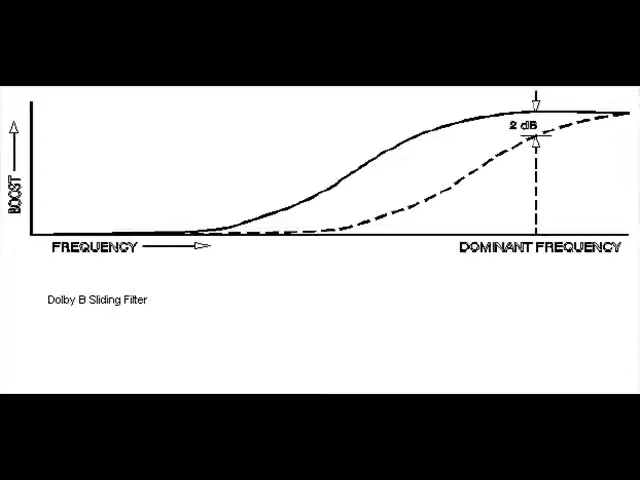 2 dB
BOOST
FREQUENCY
DOMINANT FREQUENCY
Dolby B Sliding Filter